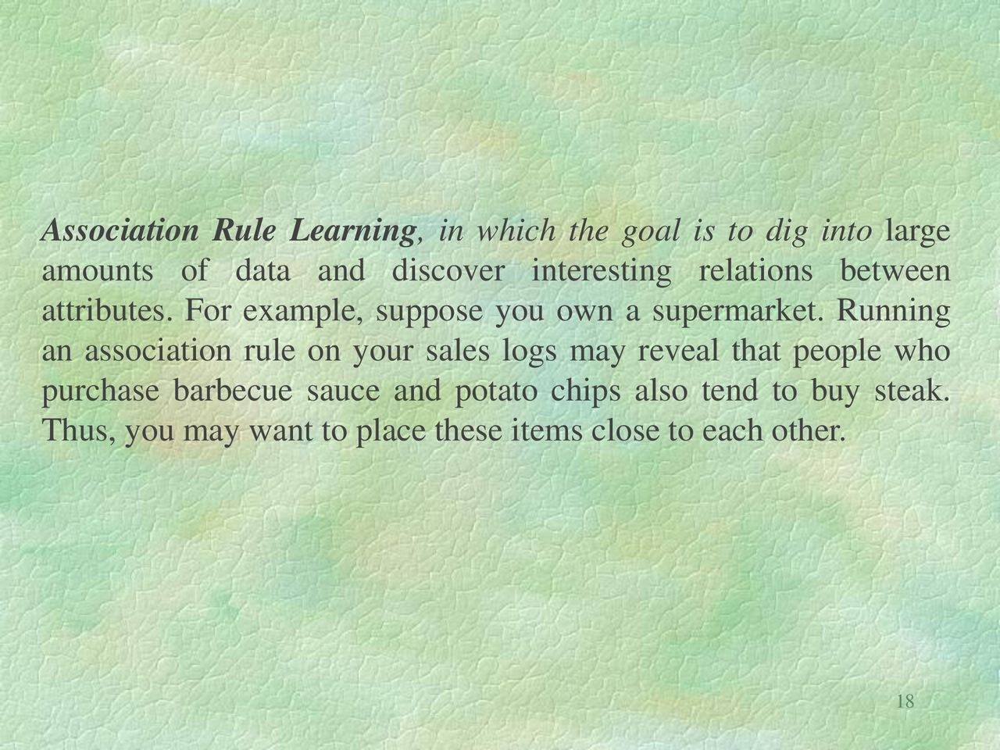 Association Rule Learning, in which the goal is to dig into large
amounts of data and discover interesting relations between
attributes. For example, suppose you own a supermarket. Running
an association rule on your sales logs may reveal that people who
purchase barbecue sauce and potato chips also tend to buy steak.
Thus, you may want to place these items close to each other.
18